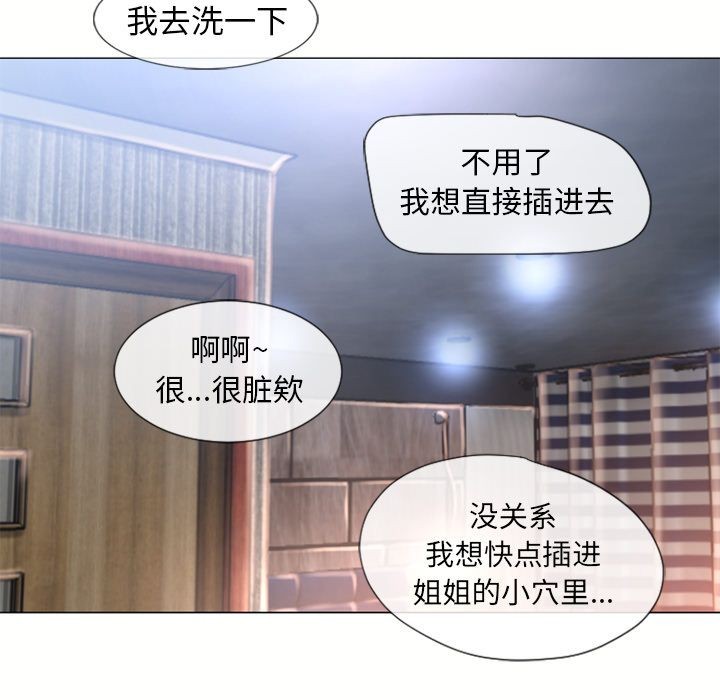 我去洗一下
不用了
我想直接插进去
啊啊~
很...很脏欸
没关系
我想快点插进
姐姐的小穴里...